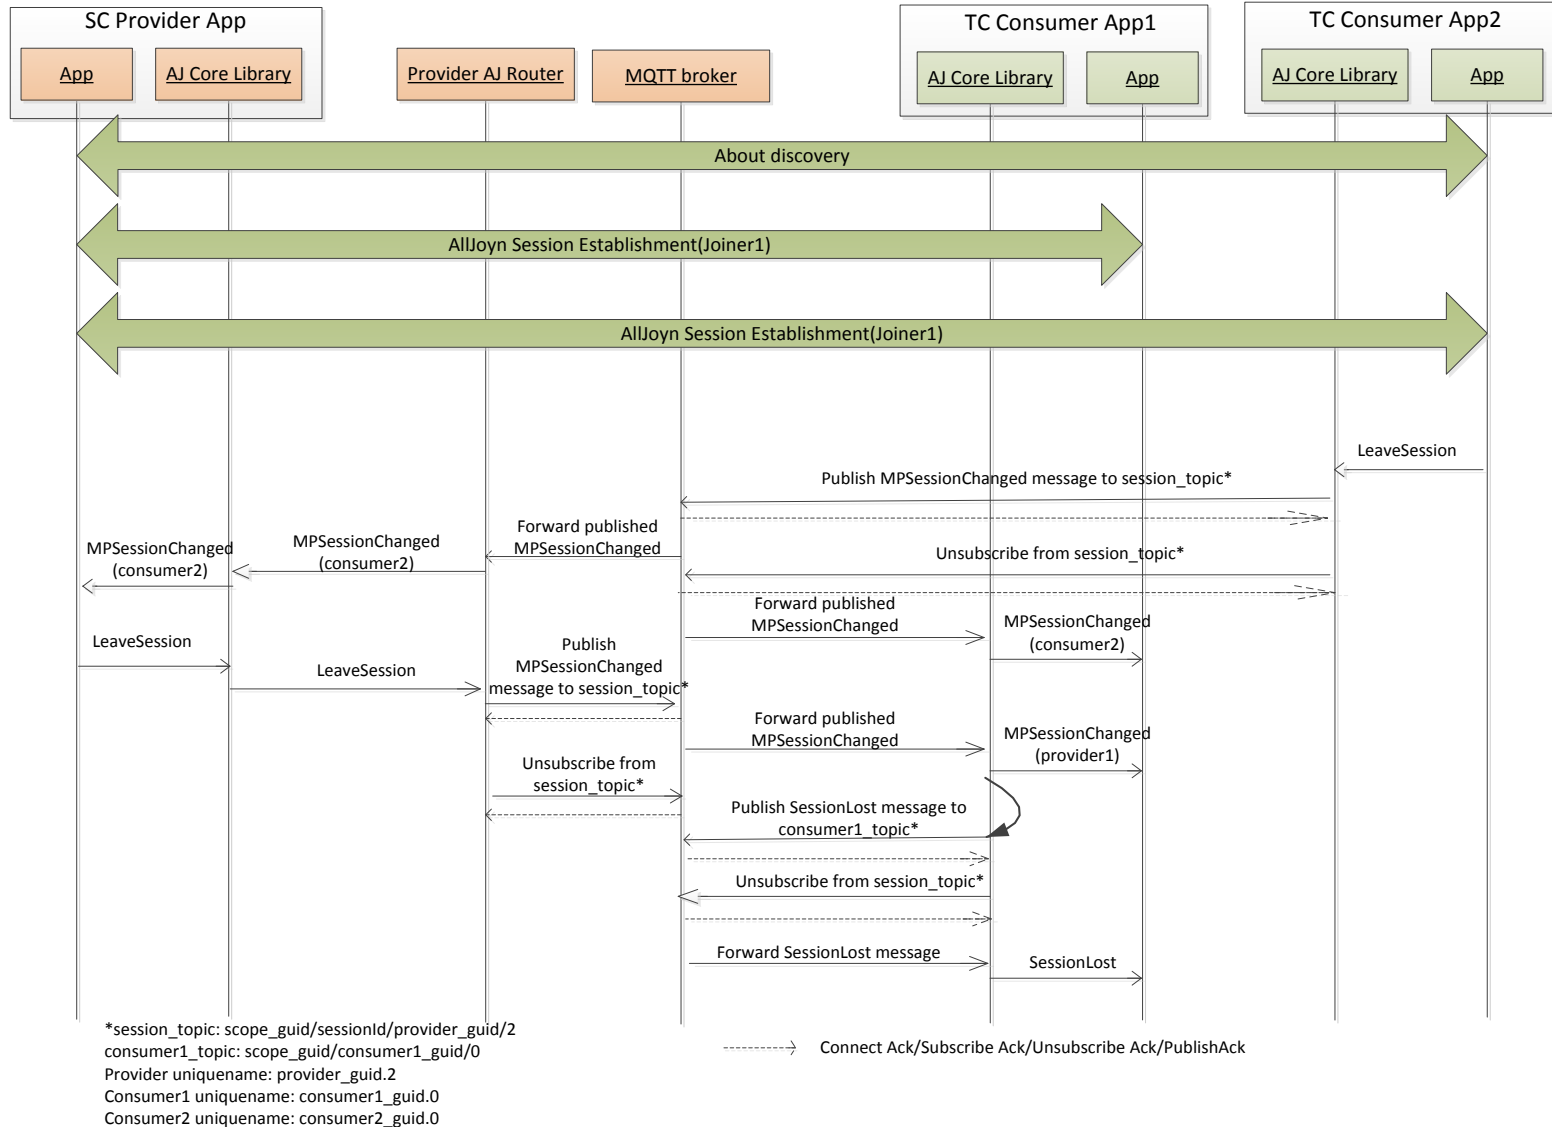 SC Provider App
TC Consumer App1
TC Consumer App2
App
AJ Core Library
Provider AJ Router
MQTT broker
AJ Core Library
App
AJ Core Library
App
About discovery
AllJoyn Session Establishment(Joiner1)
AllJoyn Session Establishment(Joiner1)
LeaveSession
Publish MPSessionChanged message to session_topic*
Forward published
MPSessionChanged
MPSessionChanged
(consumer2)
MPSessionChanged
(consumer2)
Unsubscribe from session_topic*
Forward published
MPSessionChanged
MPSessionChanged
(consumer2)
LeaveSession
LeaveSession
Publish
MPSessionChanged
message to session_topic*
Forward published
MPSessionChanged
MPSessionChanged
(provider1)
Unsubscribe from
session_topic*
Publish SessionLost message to
consumer1_topic*
Unsubscribe from session_topic*
Forward SessionLost message
SessionLost
*session_topic: scope_guid/sessionId/provider_guid/2
consumer1_topic: scope_guid/consumer1_guid/0
Provider uniquename: provider_guid.2
Consumer1 uniquename: consumer1_guid.0
Consumer2 uniquename: consumer2_guid.0
Connect Ack/Subscribe Ack/Unsubscribe Ack/PublishAck